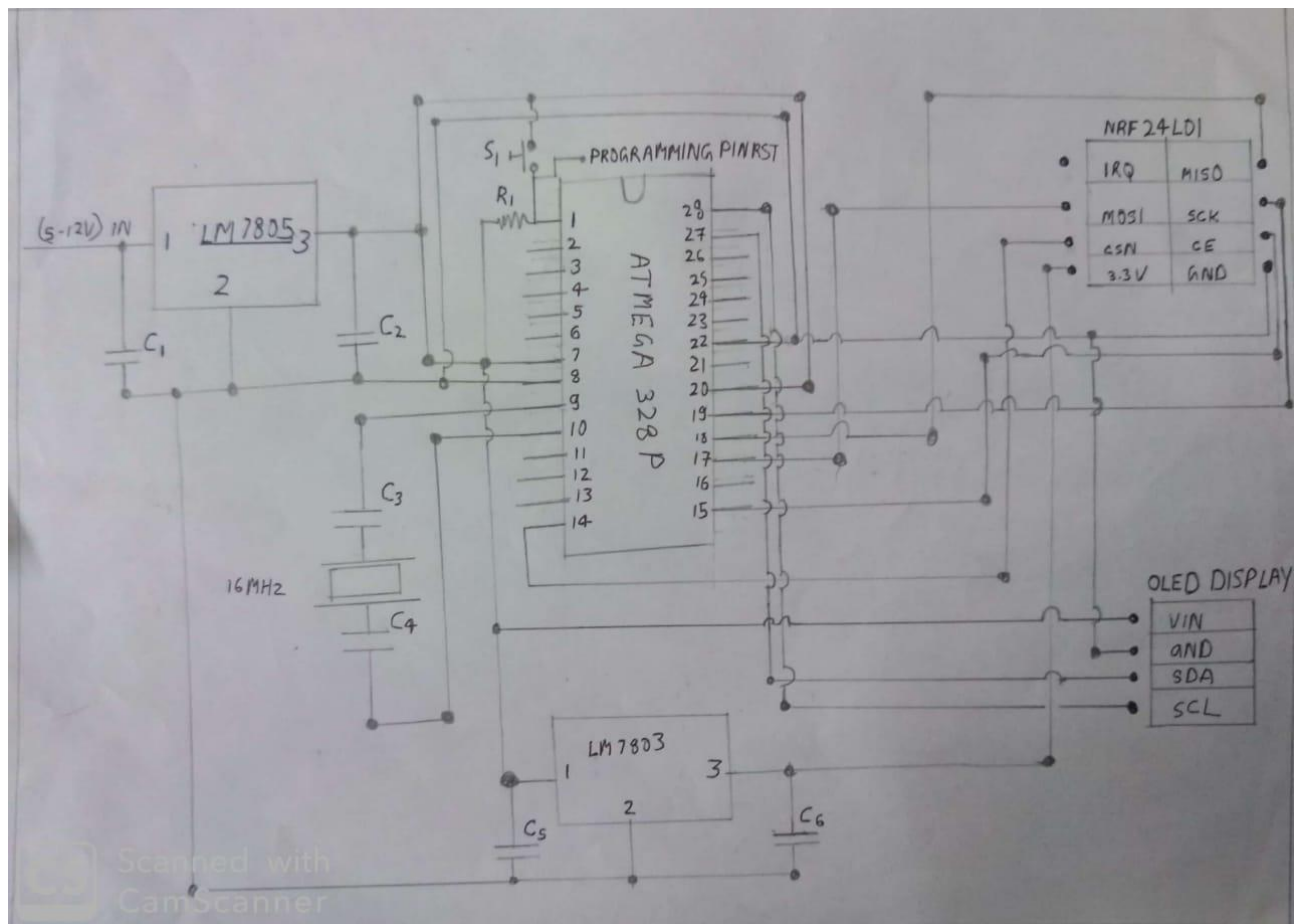 (5-12V) IN
1 LM7805 3
2
C1
C2
S1
PROGRAMMING PIN RST
R1
ATMEGA 328P
1
2
3
4
5
6
7
8
9
10
11
12
13
14
28
27
26
25
29
23
22
21
20
19
18
17
16
15
C3
16MHz
C4
NRF24L01
IRQ MISO
MOSI SCK
CSN CE
3.3V GND
OLED DISPLAY
VIN
GND
SDA
SCL
LM7803
1 3
2
C5
C6
CS
Scanned with
CamScanner